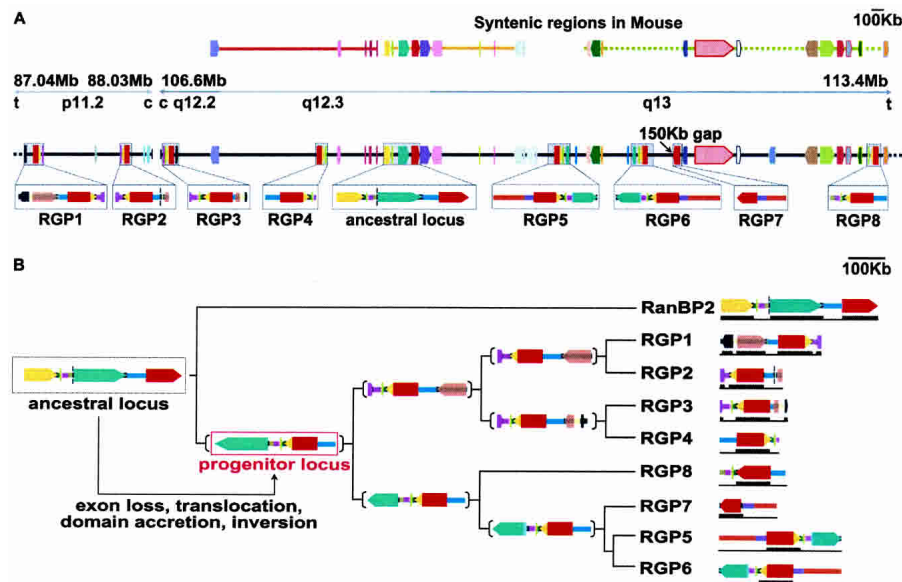 A
Syntenic regions in Mouse
100Kb
87.04Mb 88.03Mb 106.6Mb 113.4Mb
t p11.2 c c q12.2 q12.3 q13 t
150Kb gap
RGP1 RGP2 RGP3 RGP4 ancestral locus RGP5 RGP6 RGP7 RGP8
B
100Kb
RanBP2
RGP1
RGP2
RGP3
RGP4
RGP8
RGP7
RGP5
RGP6
ancestral locus
progenitor locus
exon loss, translocation,
domain accretion, inversion